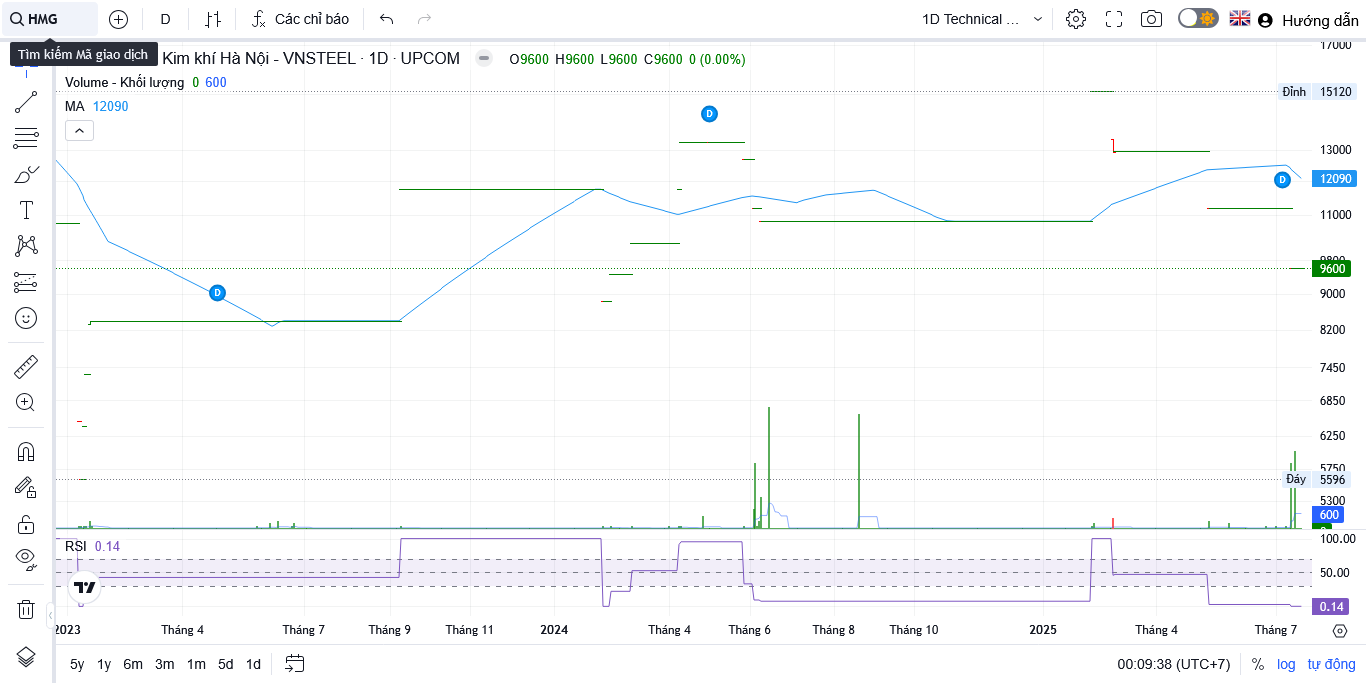 HMG D Các chỉ báo 1D Technical ... Hướng dẫn
Tìm kiếm Mã giao dịch
Kim khí Hà Nội - VNSTEEL · 1D · UPCOM O9600 H9600 L9600 C9600 0 (0.00%)
Volume - Khối lượng 0 600
MA 12090
17000
Đỉnh 15120
13000
D
12090
D
11000
9800
9600
D
9000
8200
7450
6850
6250
5750
Đáy 5596
5300
600
0
RSI 0.14
100.00
50.00
0.14
2023 Tháng 4 Tháng 7 Tháng 9 Tháng 11 2024 Tháng 4 Tháng 6 Tháng 8 Tháng 10 2025 Tháng 4 Tháng 7
5y 1y 6m 3m 1m 5d 1d 00:09:38 (UTC+7) % log tự động